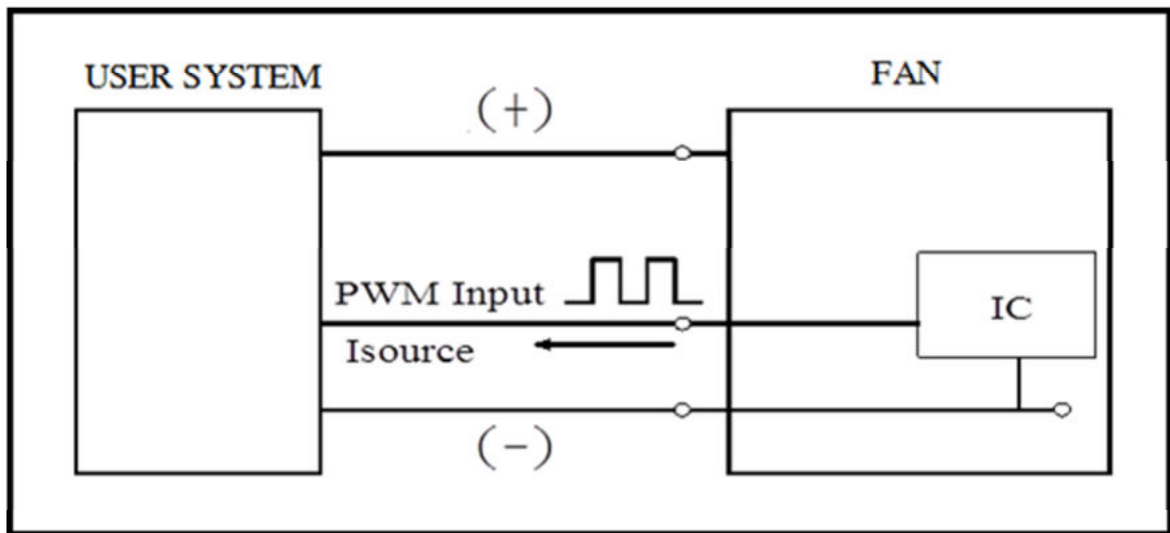 USER SYSTEM
FAN
(+)
PWM Input
IC
Isource
(-)